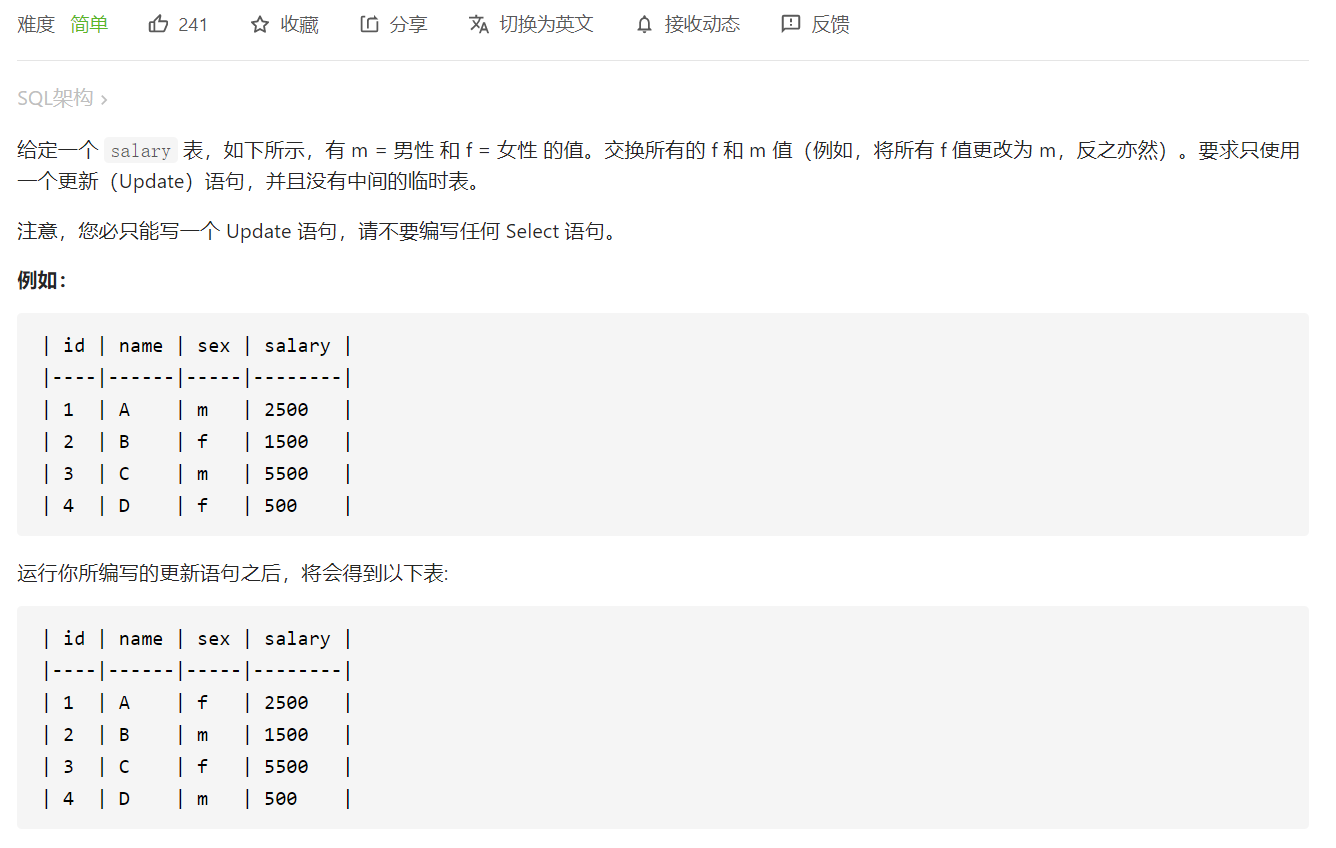 难度 简单 241 收藏 分享 切换为英文 接收动态 反馈
SQL架构 ›
给定一个 salary 表，如下所示，有 m = 男性 和 f = 女性 的值。交换所有的 f 和 m 值（例如，将所有 f 值更改为 m，反之亦然）。要求只使用
一个更新（Update）语句，并且没有中间的临时表。
注意，您必只能写一个 Update 语句，请不要编写任何 Select 语句。
例如：
| id | name | sex | salary |
|----|------|-----|--------|
| 1  | A    | m   | 2500   |
| 2  | B    | f   | 1500   |
| 3  | C    | m   | 5500   |
| 4  | D    | f   | 500    |
运行你所编写的更新语句之后，将会得到以下表:
| id | name | sex | salary |
|----|------|-----|--------|
| 1  | A    | f   | 2500   |
| 2  | B    | m   | 1500   |
| 3  | C    | f   | 5500   |
| 4  | D    | m   | 500    |